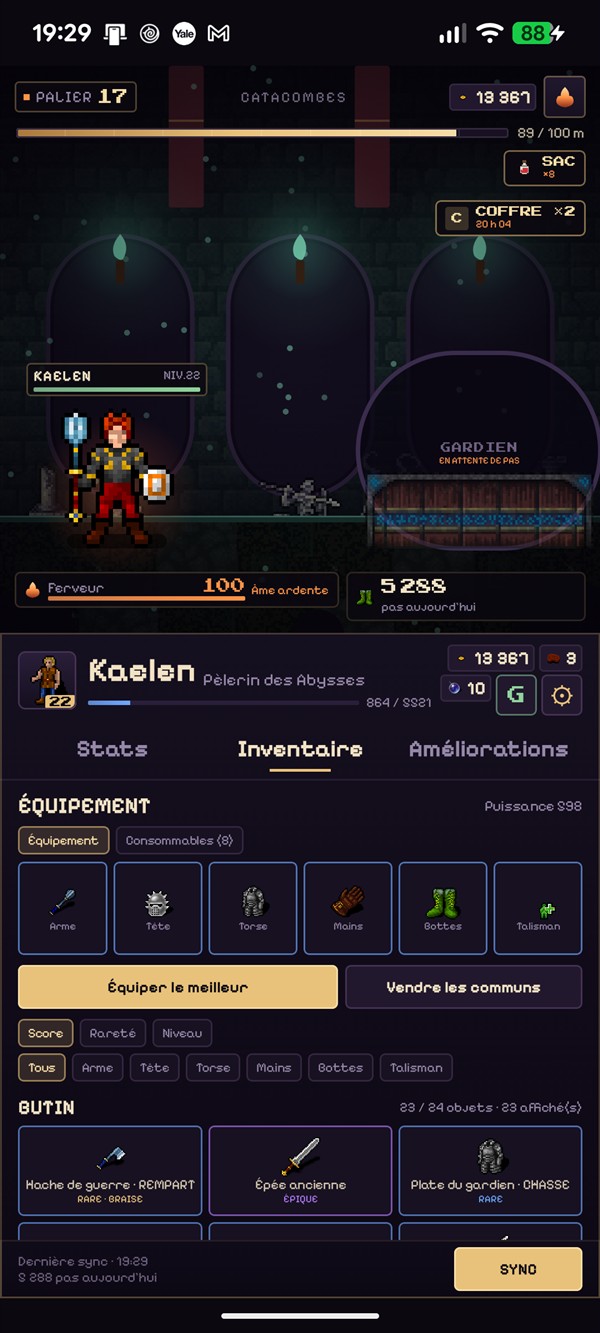 19:29
Yale
88
PALIER 17
CATACOMBES
13 367
89 / 100 m
SAC
×8
C
COFFRE ×2
20 h 04
KAELEN
NIV.22
GARDIEN
EN ATTENTE DE PAS
Ferveur
100
Âme ardente
5 288
pas aujourd'hui
13 367
3
Kaelen
Pèlerin des Abysses
22
864 / 5521
10
G
Stats
Inventaire
Améliorations
ÉQUIPEMENT
Puissance 598
Équipement
Consommables (8)
Arme
Tête
Torse
Mains
Bottes
Talisman
Équiper le meilleur
Vendre les communs
Score
Rareté
Niveau
Tous
Arme
Tête
Torse
Mains
Bottes
Talisman
BUTIN
23 / 24 objets · 23 affiché(s)
Hache de guerre · REMPART
RARE · BRAISE
Épée ancienne
ÉPIQUE
Plate du gardien · CHASSE
RARE
Dernière sync · 19:29
5 288 pas aujourd'hui
SYNC